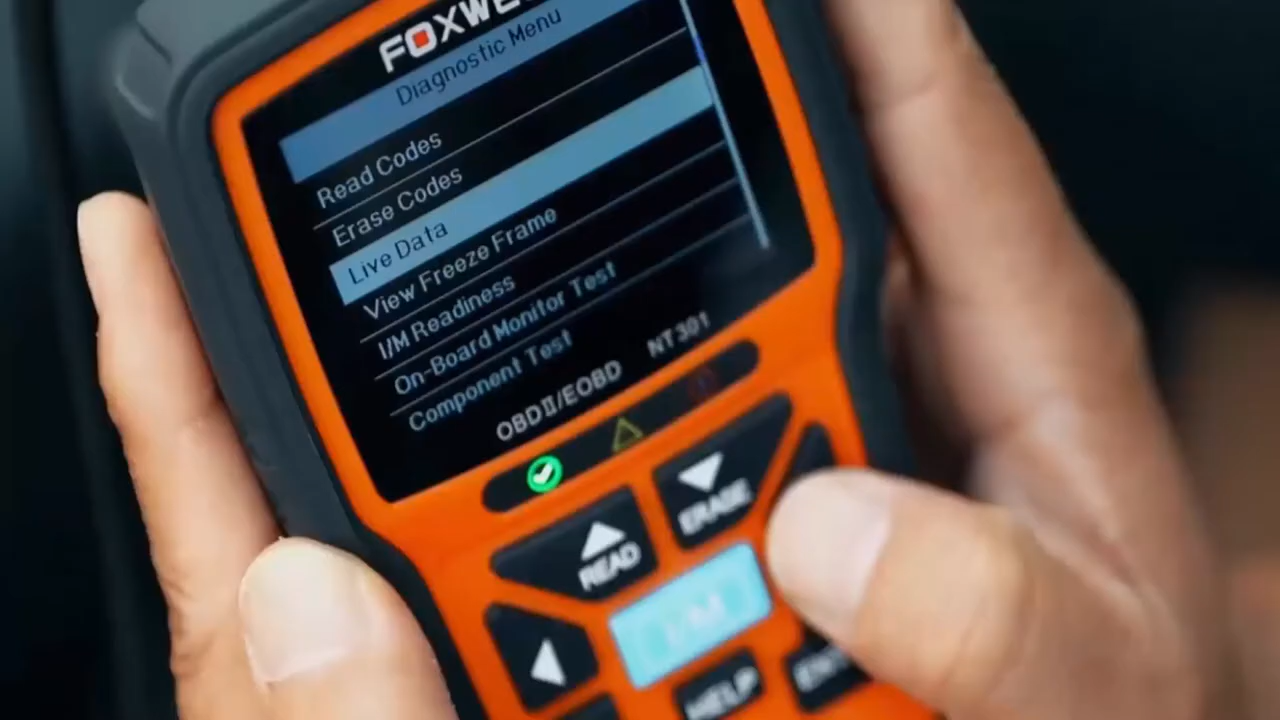 FOXWE
Diagnostic Menu
Read Codes
Erase Codes
Live Data
View Freeze Frame
I/M Readiness
On-Board Monitor Test
Component Test
OBDII/EOBD NT301
READ
ERASE
I/M
HELP